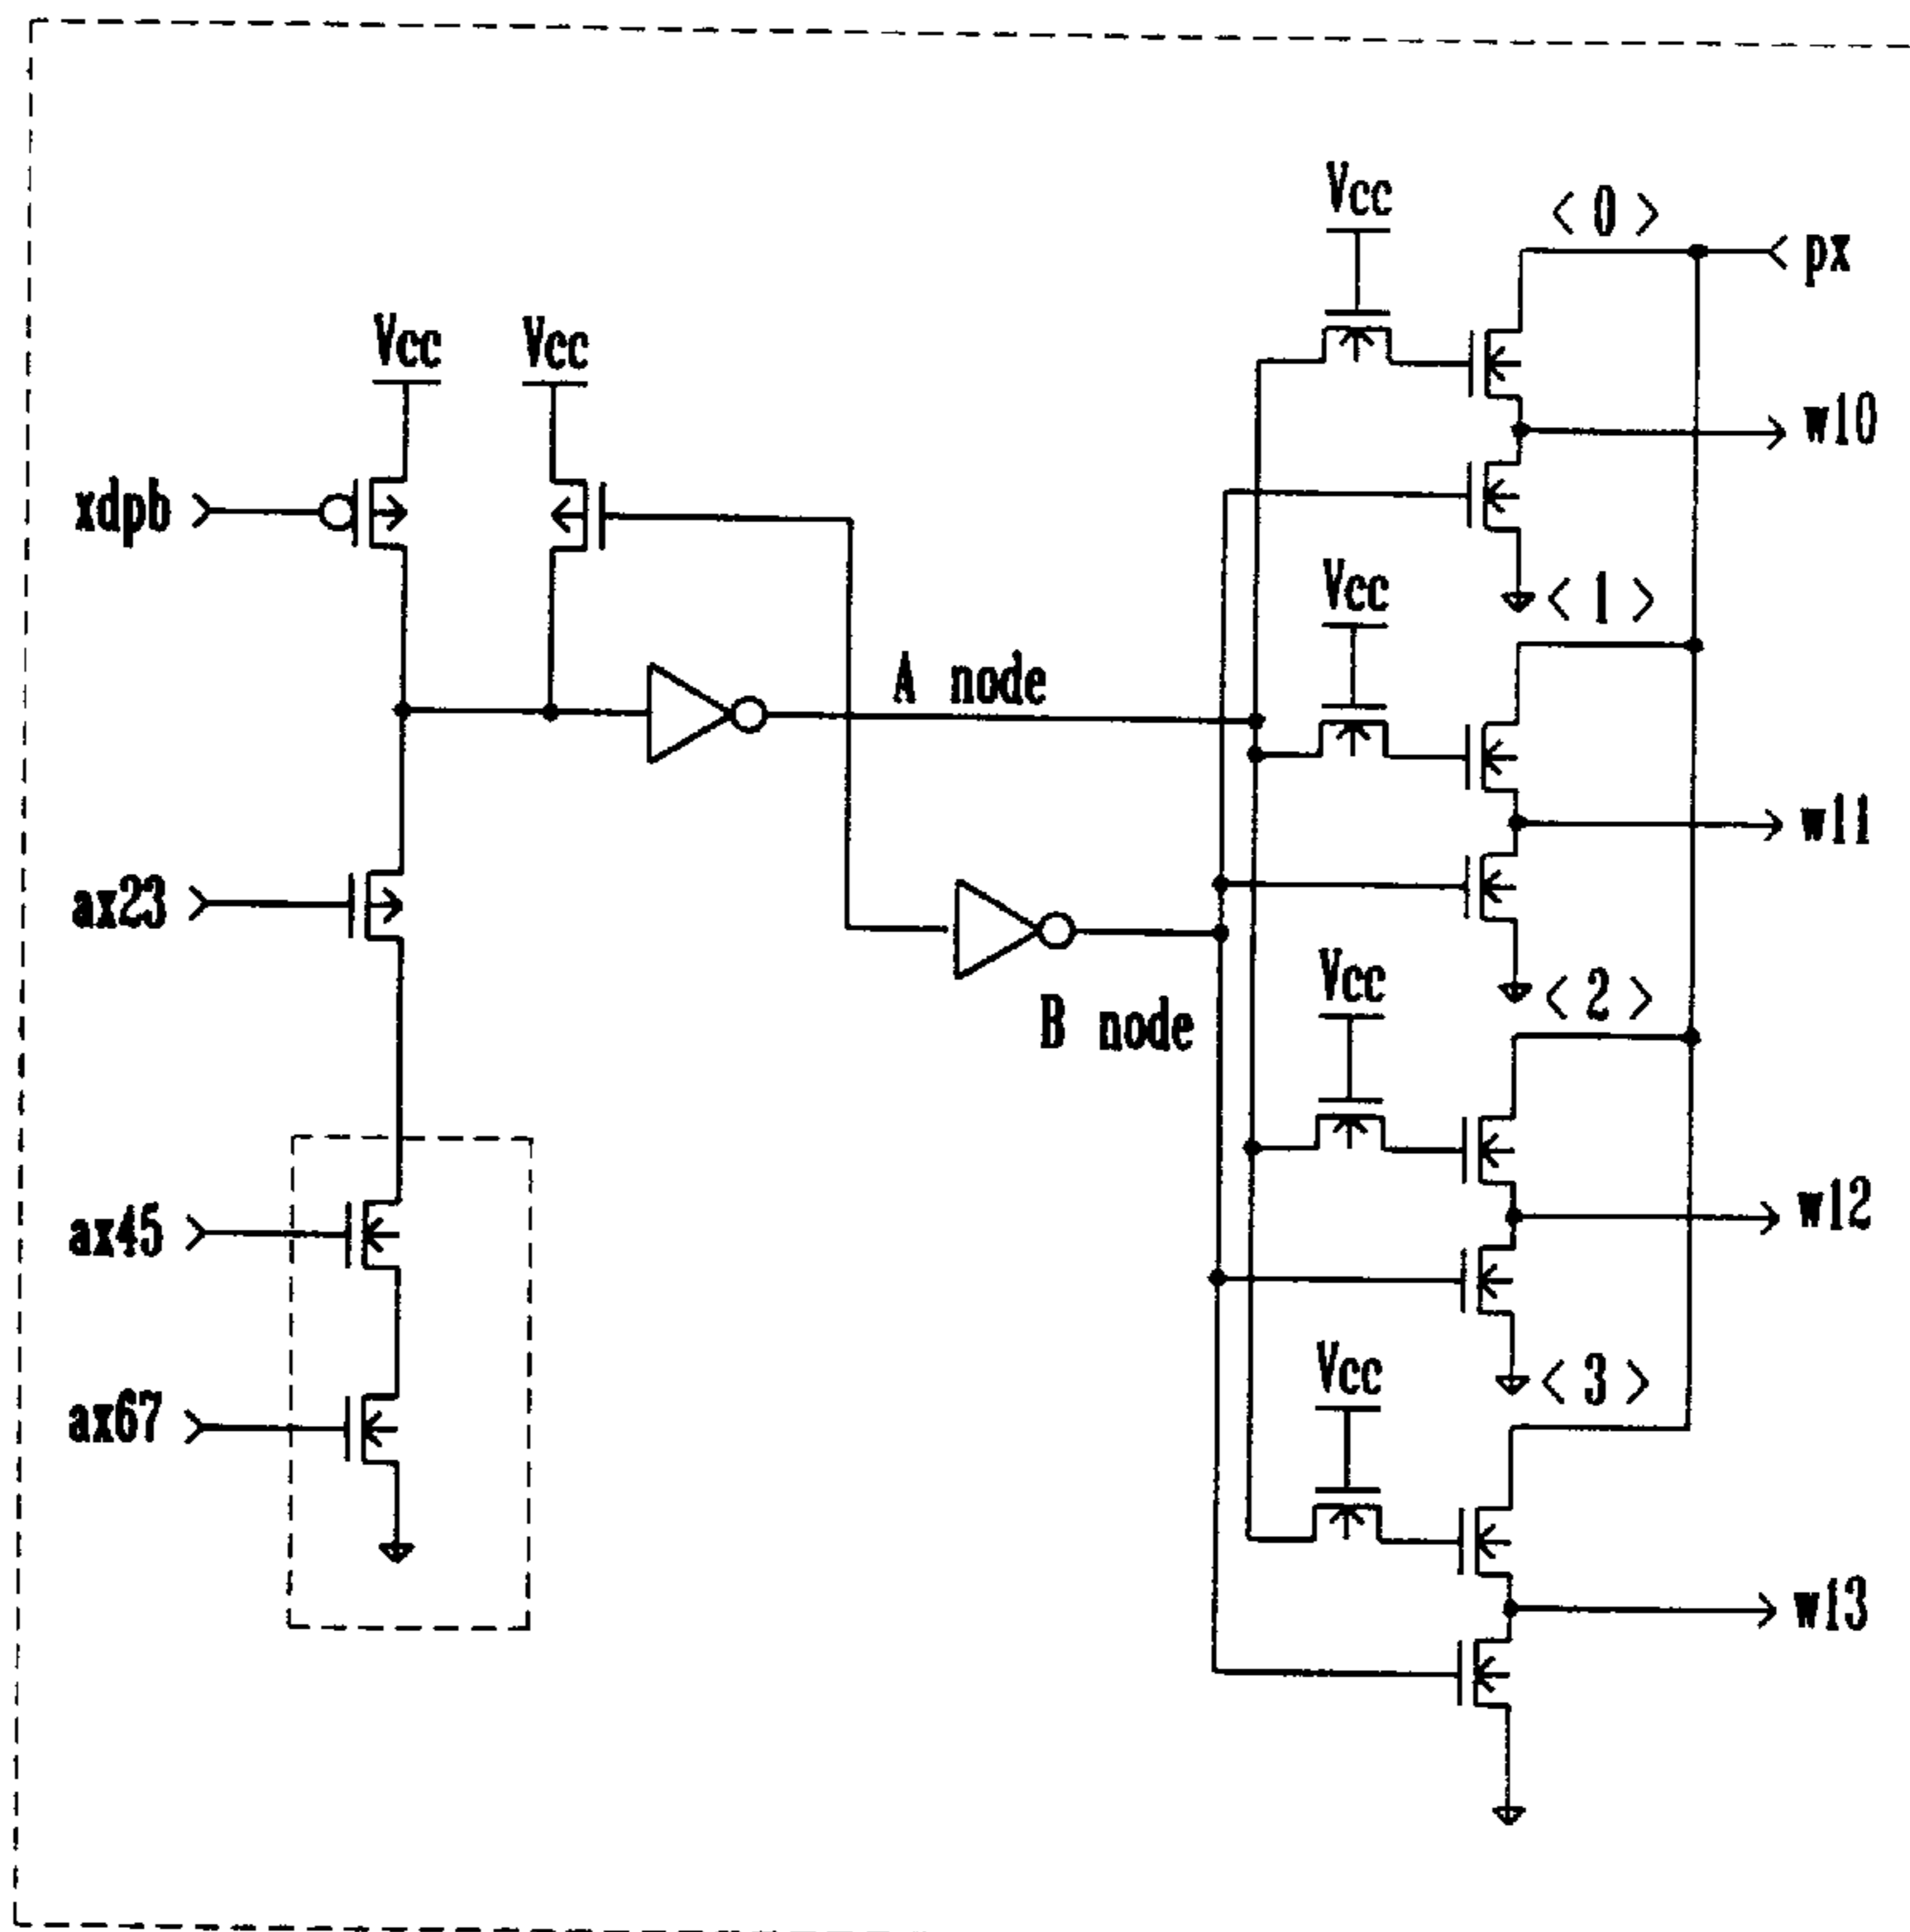 Vcc
< 0 >
px
Vcc
Vcc
w10
xdpb
Vcc
< 1 >
A node
w11
ax23
Vcc
< 2 >
B node
w12
ax45
Vcc
< 3 >
ax67
w13